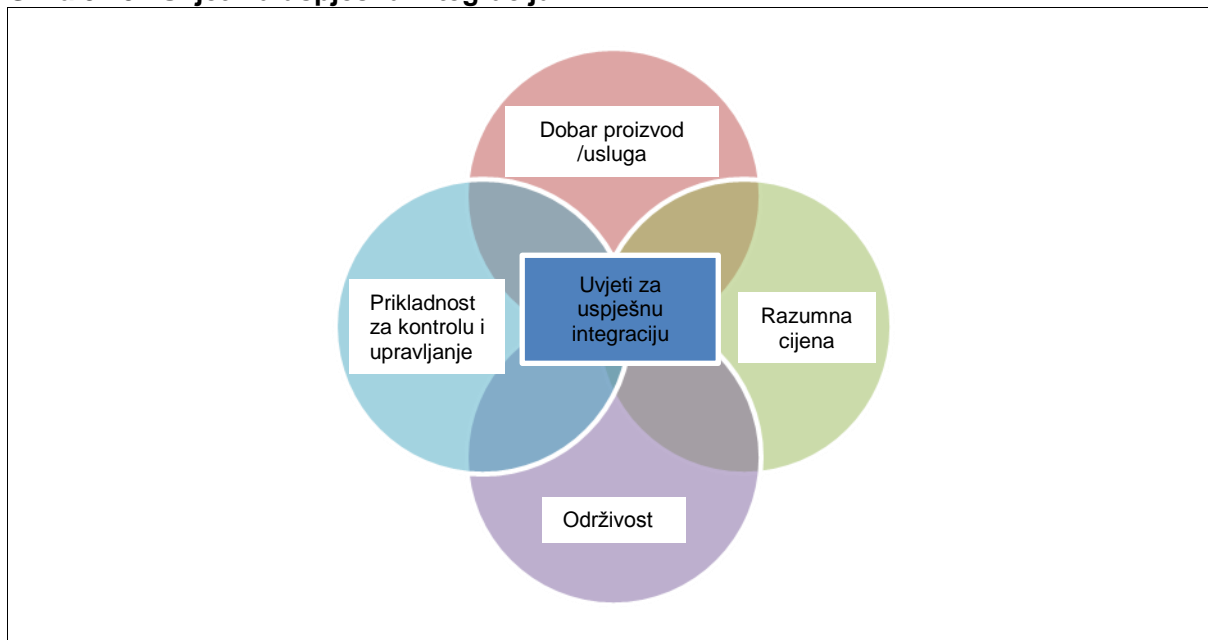 Dobar proizvod
/usluga
Prikladnost
za kontrolu i
upravljanje
Uvjeti za
uspješnu
integraciju
Razumna
cijena
Održivost